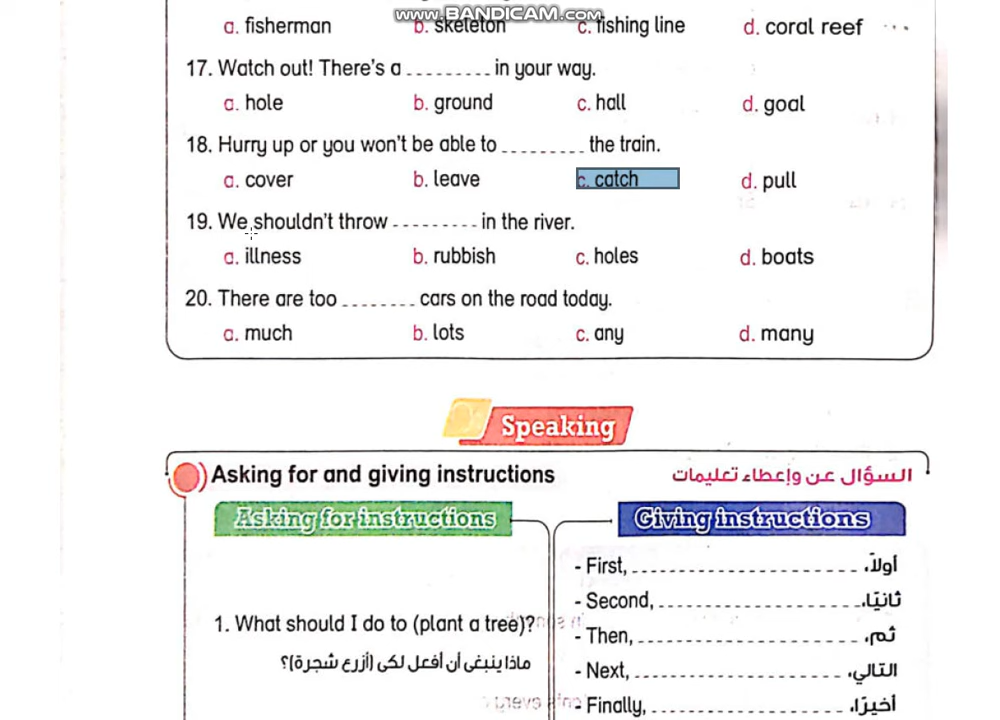 www.BANDICAM.com
a. fisherman b. skeleton c. fishing line d. coral reef
17. Watch out! There's a ......... in your way.
a. hole b. ground c. hall d. goal
18. Hurry up or you won't be able to ......... the train.
a. cover b. leave c. catch d. pull
19. We shouldn't throw ......... in the river.
a. illness b. rubbish c. holes d. boats
20. There are too ........ cars on the road today.
a. much b. lots c. any d. many
Speaking
Asking for and giving instructions السؤال عن وإعطاء تعليمات
Asking for instructions
1. What should I do to (plant a tree)?
ماذا ينبغى أن أفعل لكى (أزرع شجرة)؟
Giving instructions
- First, ........................ أولاً،
- Second, ........................ ثانيًا،
- Then, ........................ ثم،
- Next, ........................ التالي،
- Finally, ........................ أخيرًا،